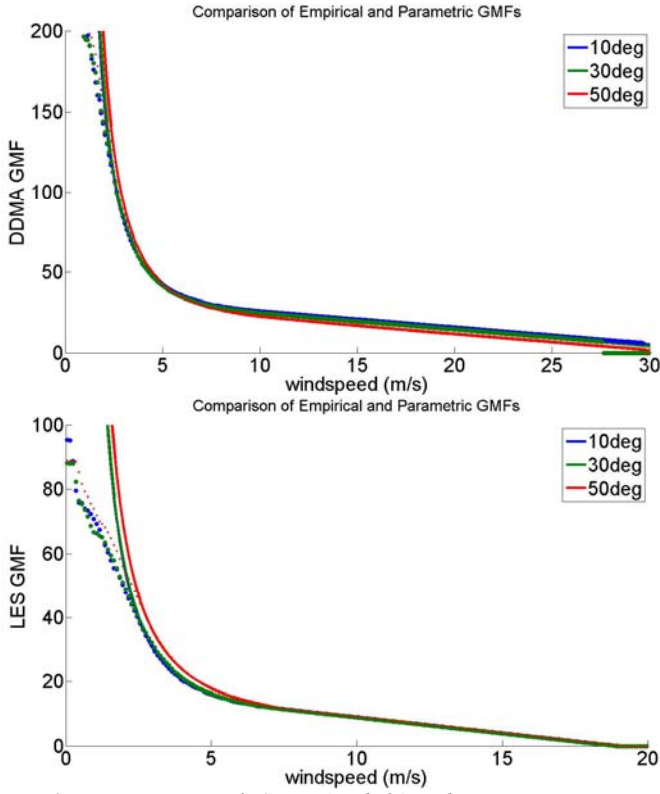 Comparison of Empirical and Parametric GMFs
200
150
100
50
0
DDMA GMF
10deg
30deg
50deg
0 5 10 15 20 25 30
windspeed (m/s)
Comparison of Empirical and Parametric GMFs
100
80
60
40
20
0
LES GMF
10deg
30deg
50deg
0 5 10 15 20
windspeed (m/s)